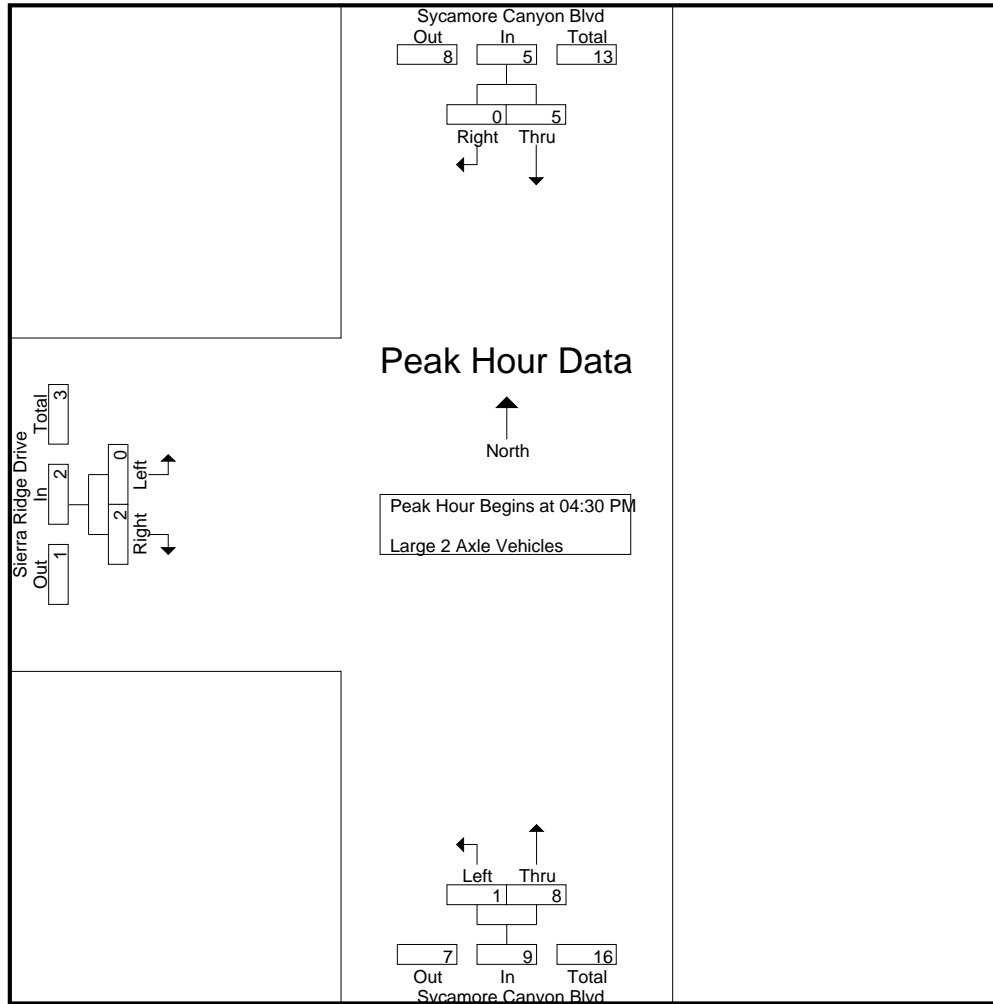 Sycamore Canyon Blvd
Out In Total
8 5 13
0 5
Right Thru
Peak Hour Data
North
Peak Hour Begins at 04:30 PM
Large 2 Axle Vehicles
Sierra Ridge Drive
Out In Total
1 2 3
Right Left
2 0
Left Thru
1 8
7 9 16
Out In Total
Sycamore Canyon Blvd